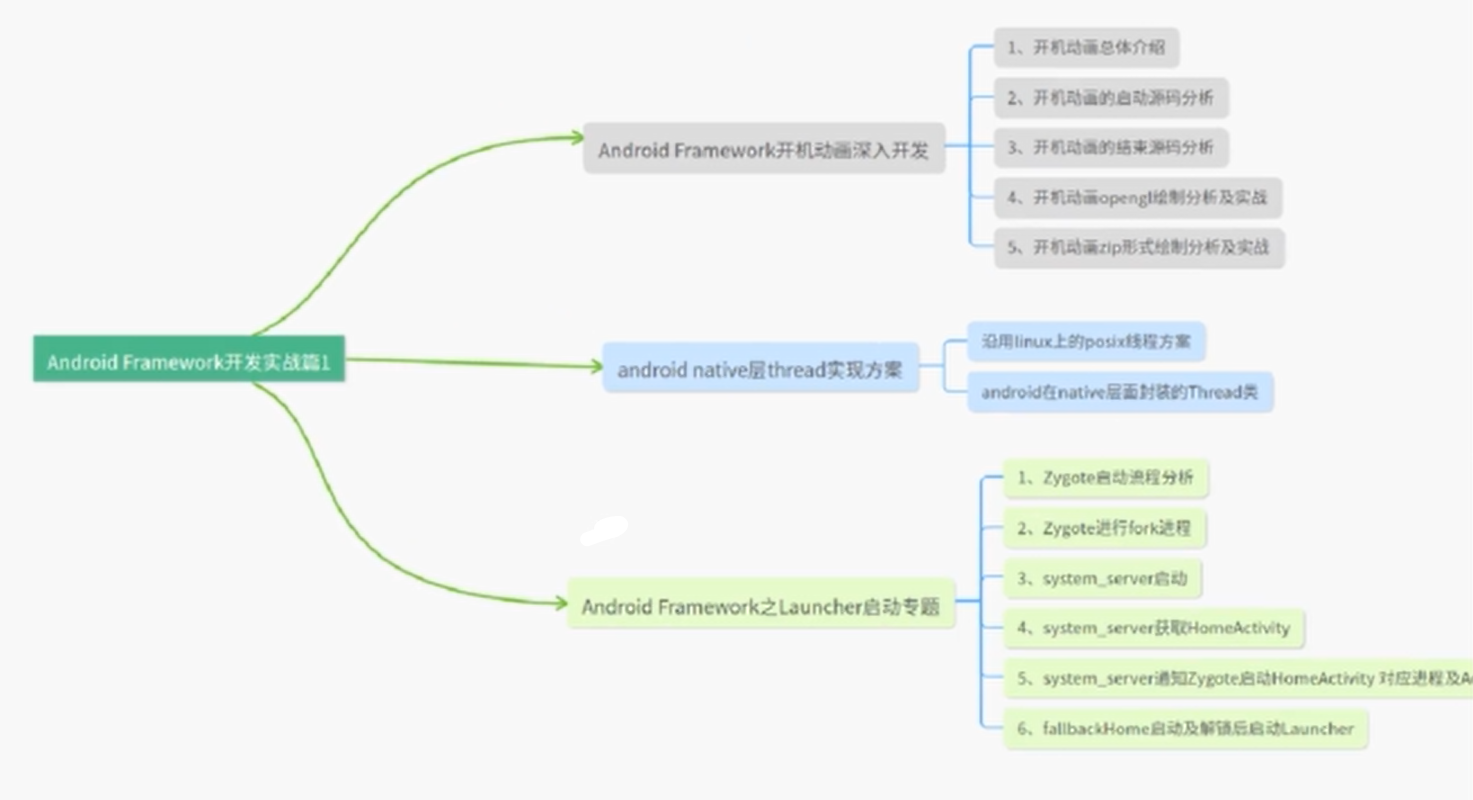 Android Framework开发实战篇1
Android Framework开机动画深入开发
1、开机动画总体介绍
2、开机动画的启动源码分析
3、开机动画的结束源码分析
4、开机动画opengl绘制分析及实战
5、开机动画zip形式绘制分析及实战
android native层thread实现方案
沿用linux上的posix线程方案
android在native层面封装的Thread类
Android Framework之Launcher启动专题
1、Zygote启动流程分析
2、Zygote进行fork进程
3、system_server启动
4、system_server获取HomeActivity
5、system_server通知Zygote启动HomeActivity 对应进程及
6、fallbackHome启动及解锁后启动Launcher